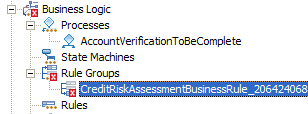 Business Logic
Processes
AccountVerificationToBeComplete
State Machines
Rule Groups
CreditRiskAssessmentBusinessRule_206424068
Rules